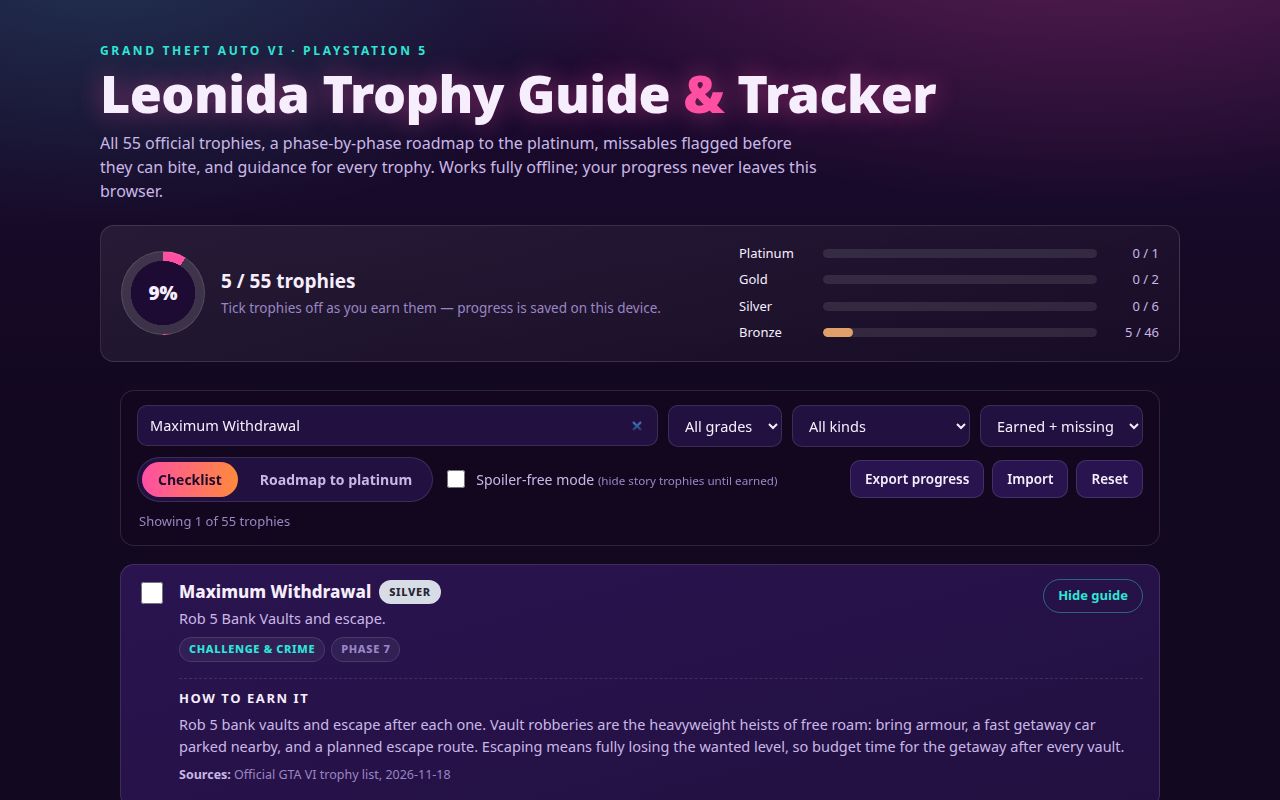 GRAND THEFT AUTO VI · PLAYSTATION 5
Leonida Trophy Guide & Tracker
All 55 official trophies, a phase-by-phase roadmap to the platinum, missables flagged before
they can bite, and guidance for every trophy. Works fully offline; your progress never leaves this
browser.
9%
5 / 55 trophies
Tick trophies off as you earn them — progress is saved on this device.
Platinum 0 / 1
Gold 0 / 2
Silver 0 / 6
Bronze 5 / 46
Maximum Withdrawal All grades All kinds Earned + missing
Checklist Roadmap to platinum Spoiler-free mode (hide story trophies until earned) Export progress Import Reset
Showing 1 of 55 trophies
Maximum Withdrawal SILVER Hide guide
Rob 5 Bank Vaults and escape.
CHALLENGE & CRIME PHASE 7
HOW TO EARN IT
Rob 5 bank vaults and escape after each one. Vault robberies are the heavyweight heists of free roam: bring armour, a fast getaway car
parked nearby, and a planned escape route. Escaping means fully losing the wanted level, so budget time for the getaway after every vault.
Sources: Official GTA VI trophy list, 2026-11-18